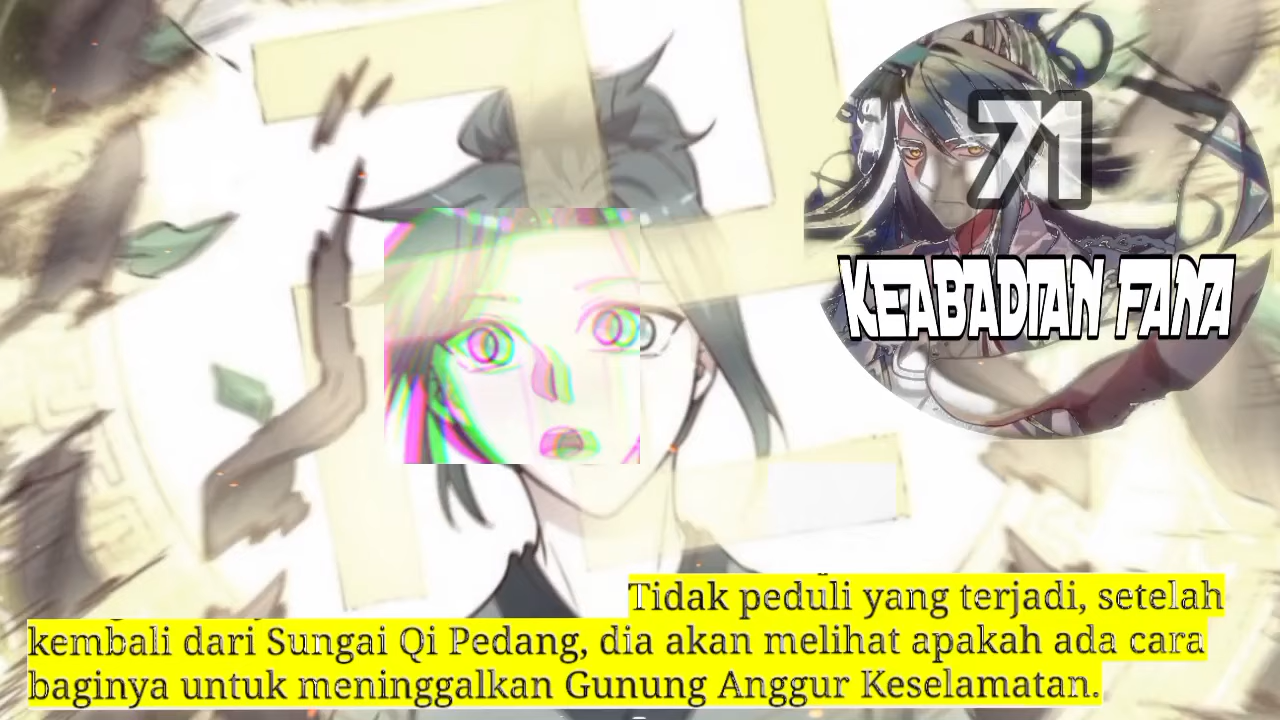 71
KEABADIAN FANA
Tidak peduli yang terjadi, setelah
kembali dari Sungai Qi Pedang, dia akan melihat apakah ada cara
baginya untuk meninggalkan Gunung Anggur Keselamatan.